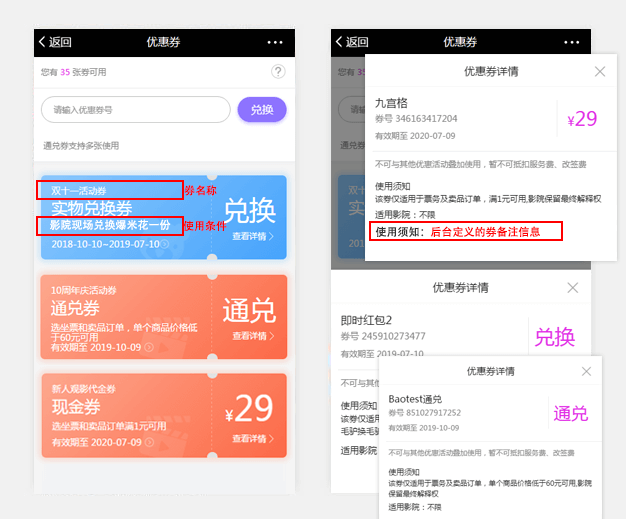 返回
优惠券
您有 35 张券可用
请输入优惠券号
兑换
通兑券支持多张使用
双十一活动券
券名称
实物兑换券
影院现场兑换爆米花一份
使用条件
2018-10-10~2019-07-10
兑换
查看详情
10周年庆活动券
通兑券
选坐票和卖品订单，单个商品价格低
于60元可用
有效期至 2019-10-09
通兑
查看详情
新人观影代金券
现金券
选坐票和卖品订单满1元可用
有效期至 2020-07-09
¥29
查看详情
返回
优惠券
您有 35
通兑券支
优惠券详情
九宫格
券号 346163417204
有效期至 2020-07-09
¥29
不可与其他优惠活动叠加使用，暂不可抵扣服务费、改签费
使用须知
该券仅适用于票务及卖品订单，满1元可用,影院保留最终解释权
适用影院：不限
使用须知：后台定义的券备注信息
优惠券详情
即时红包2
券号 245910273477
有效期至 2019-07-10
兑换
不可与其
使用须知
该券仅适用
毛驴换毛驴
适用影院
优惠券详情
Baotest通兑
券号 851027917252
有效期至 2019-10-09
通兑
不可与其他优惠活动叠加使用，暂不可抵扣服务费、改签费
使用须知
该券仅适用于票务及卖品订单，单个商品价格低于60元可用,影院
保留最终解释权
适用影院：不限